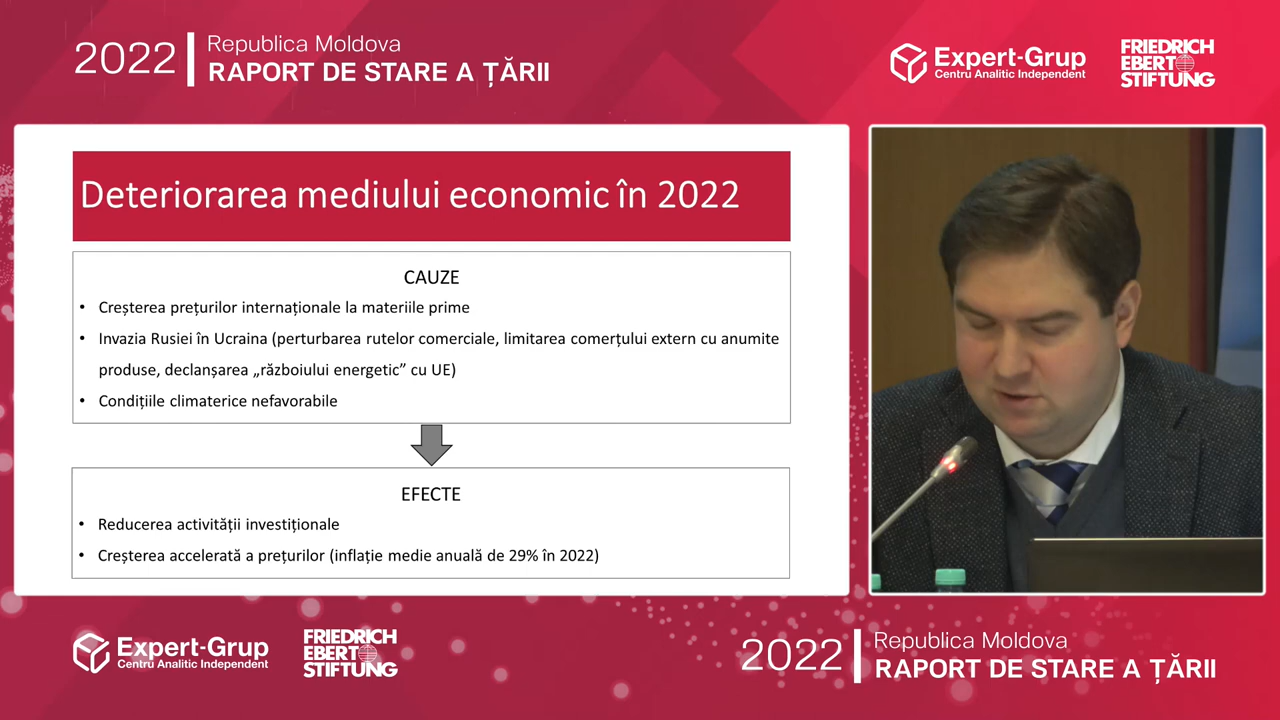 2022
Republica Moldova
RAPORT DE STARE A ȚĂRII
Expert-Grup
Centru Analitic Independent
FRIEDRICH
EBERT
STIFTUNG
Deteriorarea mediului economic în 2022
CAUZE
• Creșterea prețurilor internaționale la materiile prime
• Invazia Rusiei în Ucraina (perturbarea rutelor comerciale, limitarea comerțului extern cu anumite
produse, declanșarea „războiului energetic” cu UE)
• Condițiile climaterice nefavorabile
EFECTE
• Reducerea activității investiționale
• Creșterea accelerată a prețurilor (inflație medie anuală de 29% în 2022)
Expert-Grup
Centru Analitic Independent
FRIEDRICH
EBERT
STIFTUNG
2022
Republica Moldova
RAPORT DE STARE A ȚĂRII